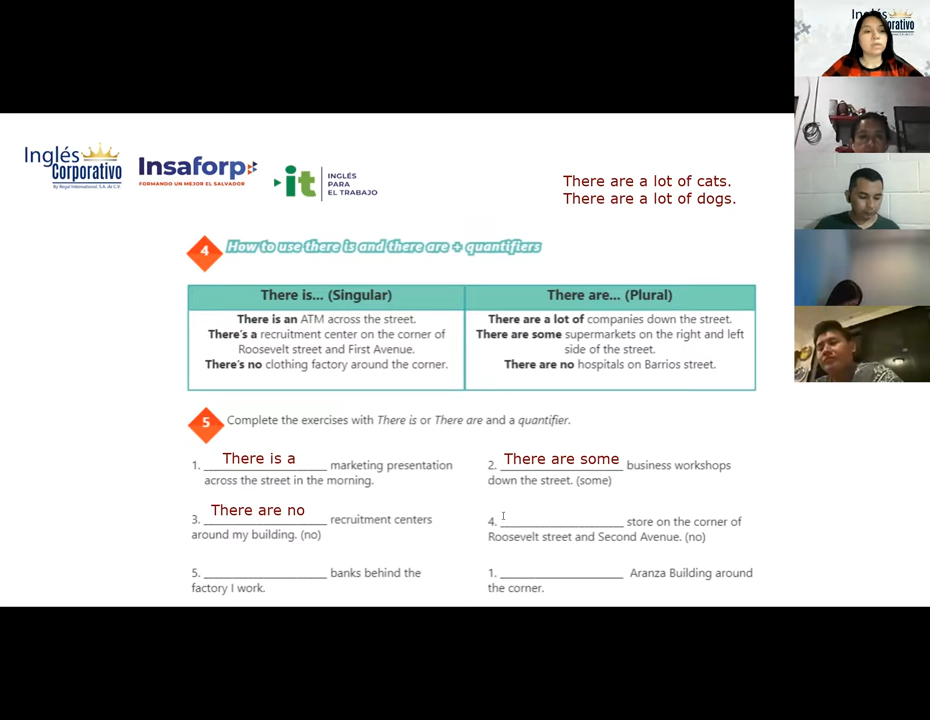 Inglés
Corporativo
By Regal International, S.A. de C.V.
Insaforp
FORMANDO UN MEJOR EL SALVADOR
it
INGLÉS
PARA
EL TRABAJO
There are a lot of cats.
There are a lot of dogs.
4 How to use there is and there are + quantifiers
There is... (Singular)
There is an ATM across the street.
There's a recruitment center on the corner of
Roosevelt street and First Avenue.
There's no clothing factory around the corner.
There are... (Plural)
There are a lot of companies down the street.
There are some supermarkets on the right and left
side of the street.
There are no hospitals on Barrios street.
5 Complete the exercises with There is or There are and a quantifier.
1. There is a marketing presentation
across the street in the morning.
2. There are some business workshops
down the street. (some)
3. There are no recruitment centers
around my building. (no)
4. ____________ store on the corner of
Roosevelt street and Second Avenue. (no)
5. ____________ banks behind the
factory I work.
1. ____________ Aranza Building around
the corner.